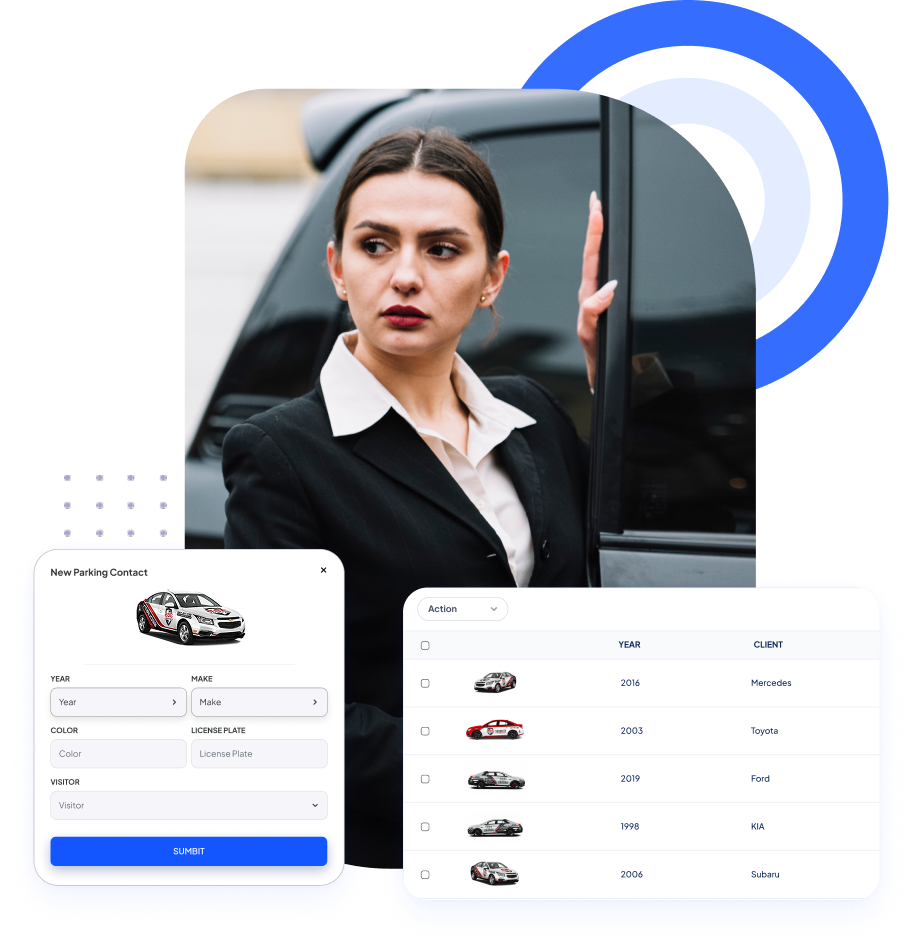 New Parking Contact
YEAR MAKE
Year Make
COLOR LICENSE PLATE
Color License Plate
VISITOR
Visitor
SUMBIT
Action
YEAR CLIENT
2016 Mercedes
2003 Toyota
2019 Ford
1998 KIA
2006 Subaru